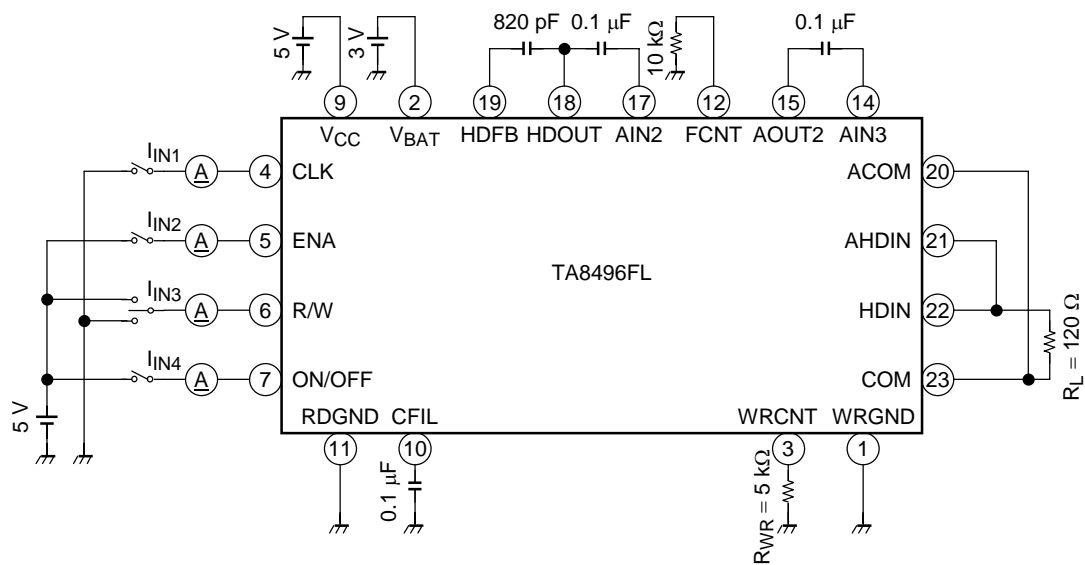 5 V
3 V
820 pF 0.1 μF
10 kΩ
0.1 μF
9 2 19 18 17 12 15 14
VCC VBAT HDFB HDOUT AIN2 FCNT AOUT2 AIN3
IIN1 A 4 CLK
ACOM 20
IIN2 A 5 ENA
AHDIN 21
TA8496FL
IIN3 A 6 R/W
HDIN 22
IIN4 A 7 ON/OFF
COM 23
RL = 120 Ω
5 V
RDGND CFIL WRCNT WRGND
11 10 3 1
0.1 μF
RWR = 5 kΩ